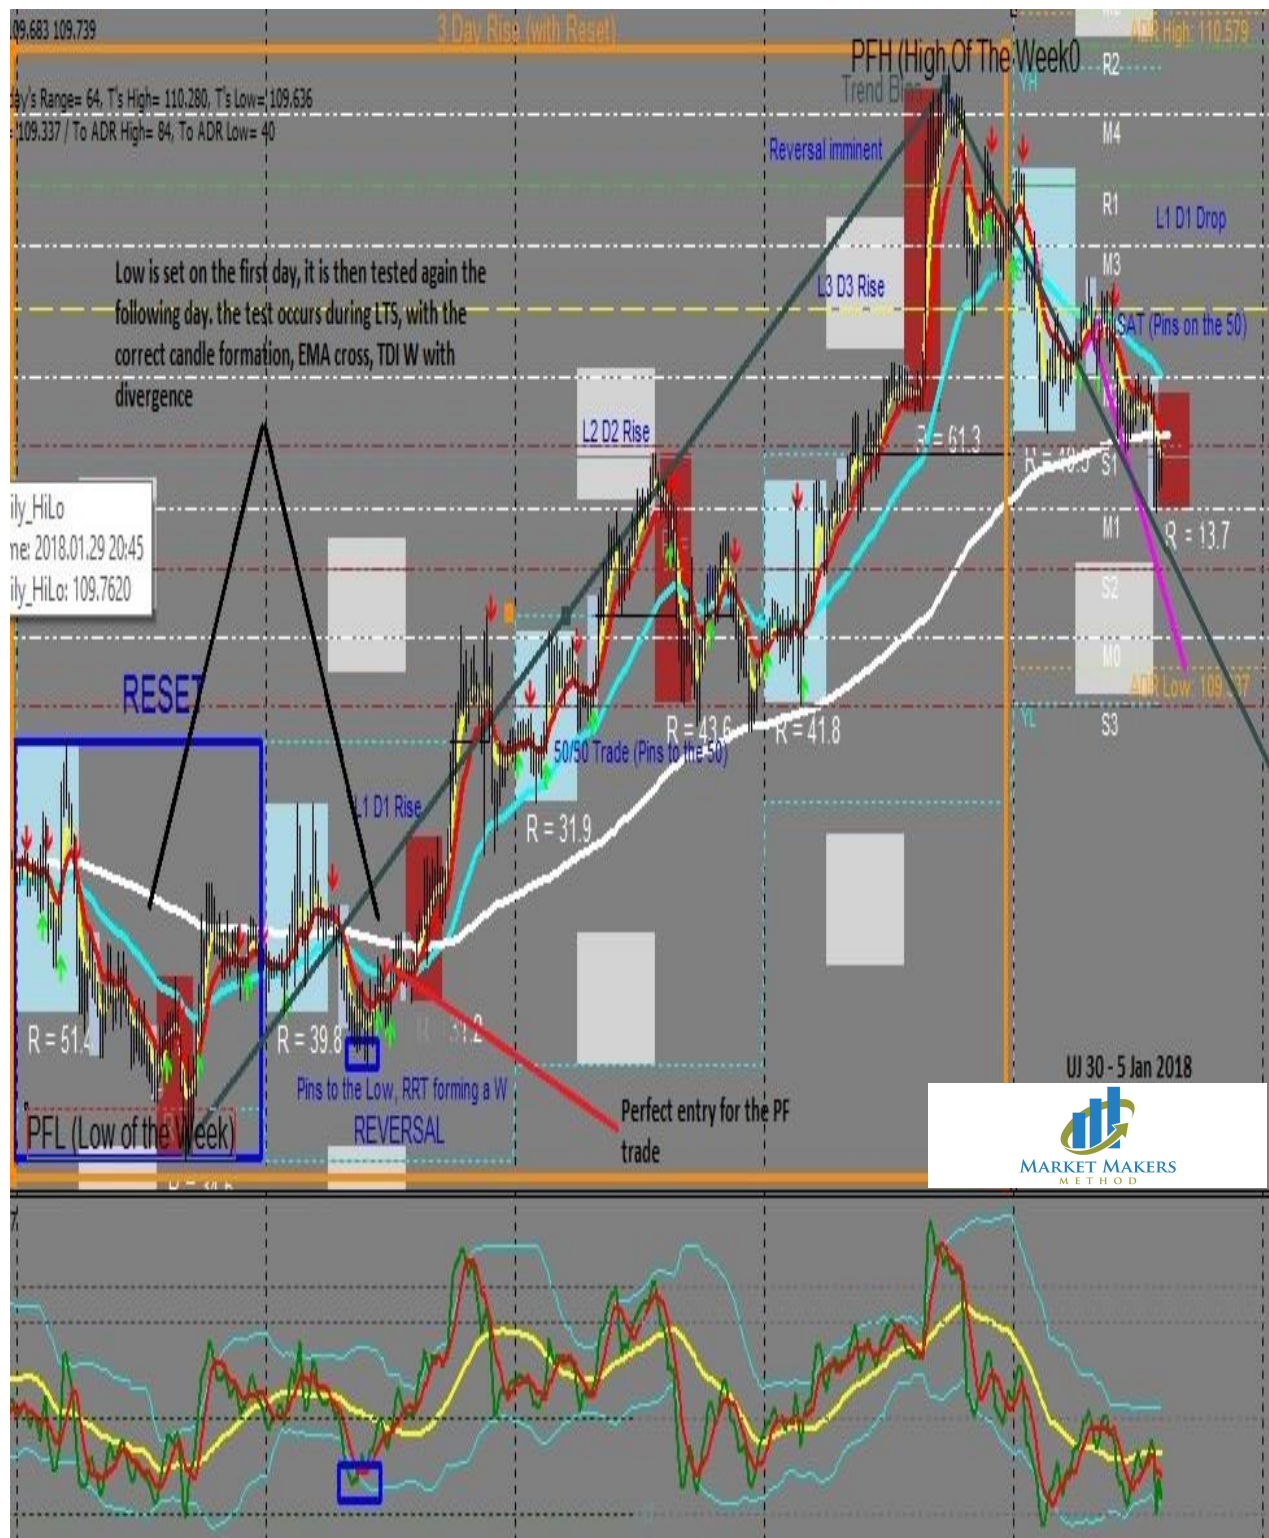 3 Day Rise (with Reset)
09.683 109.739
ADR High: 110.579
PFH (High Of The Week0
R2
YH
Trend Bias
ay's Range= 64, T's High= 110.280, T's Low= 109.636
= 109.337 / To ADR High= 84, To ADR Low= 40
M4
Reversal imminent
R1
L1 D1 Drop
M3
Low is set on the first day, it is then tested again the
following day. the test occurs during LTS, with the
correct candle formation, EMA cross, TDI W with
divergence
L3 D3 Rise
SAT (Pins on the 50)
L2 D2 Rise
R = 61.3
S1
ily_HiLo
me: 2018.01.29 20:45
ily_HiLo: 109.7620
M1
R = 13.7
S2
M0
RESET
ADR Low: 109.337
YL
S3
R = 43.6
R = 41.8
50/50 Trade (Pins to the 50)
L1 D1 Rise
R = 31.9
R = 51.4
R = 39.8
Pins to the Low, RRT forming a W
REVERSAL
UJ 30 - 5 Jan 2018
PFL (Low of the Week)
Perfect entry for the PF
trade
R = 34.6
MARKET MAKERS
METHOD